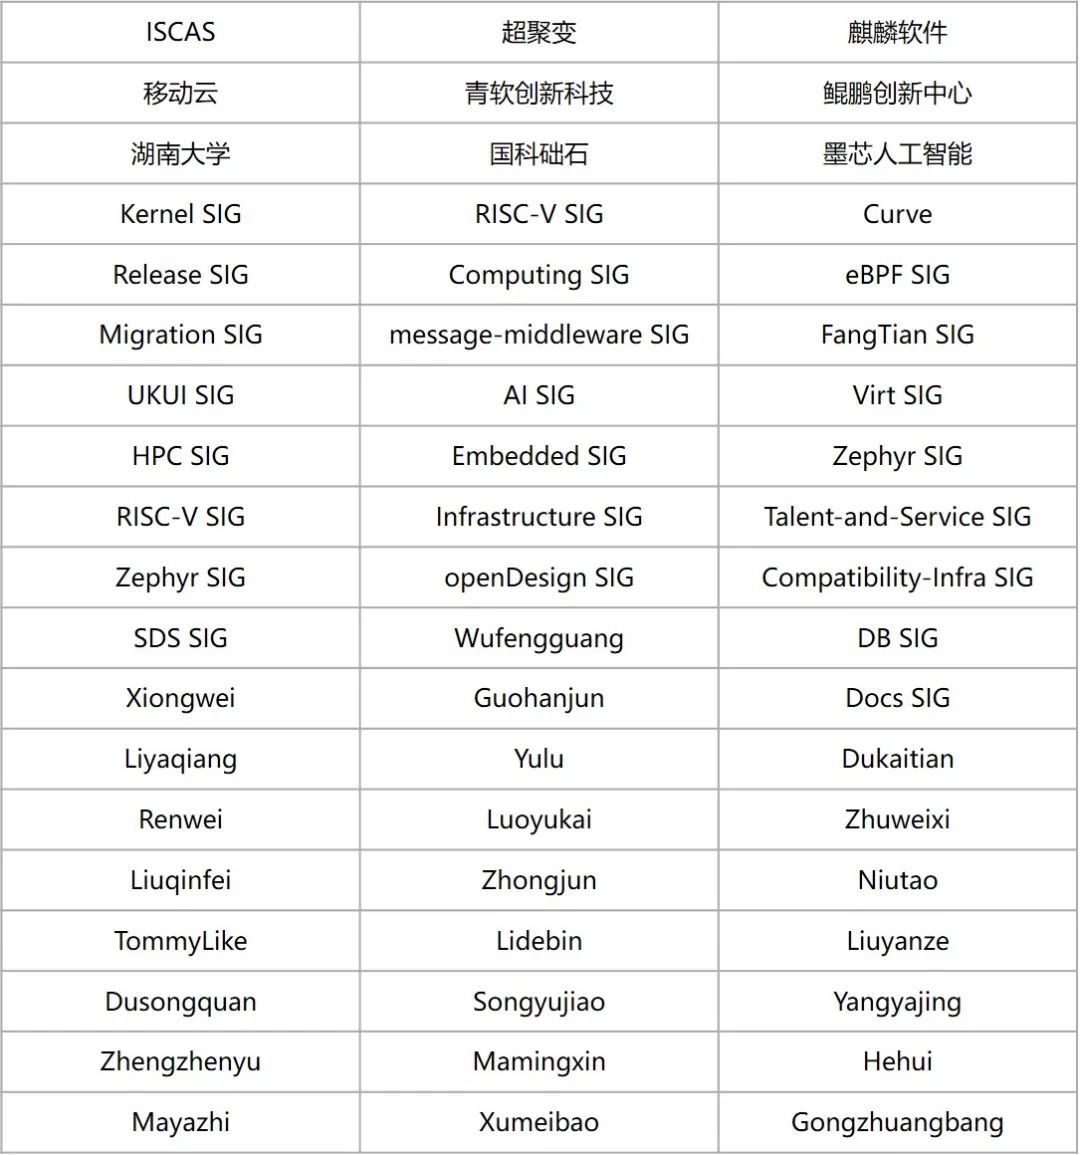 ISCAS 超聚变 麒麟软件
移动云 青软创新科技 鲲鹏创新中心
湖南大学 国科础石 墨芯人工智能
Kernel SIG RISC-V SIG Curve
Release SIG Computing SIG eBPF SIG
Migration SIG message-middleware SIG FangTian SIG
UKUI SIG AI SIG Virt SIG
HPC SIG Embedded SIG Zephyr SIG
RISC-V SIG Infrastructure SIG Talent-and-Service SIG
Zephyr SIG openDesign SIG Compatibility-Infra SIG
SDS SIG Wufengguang DB SIG
Xiongwei Guohanjun Docs SIG
Liyaqiang Yulu Dukaitian
Renwei Luoyukai Zhuweixi
Liuqinfei Zhongjun Niutao
TommyLike Lidebin Liuyanze
Dusongquan Songyujiao Yangyajing
Zhengzhenyu Mamingxin Hehui
Mayazhi Xumeibao Gongzhuangbang